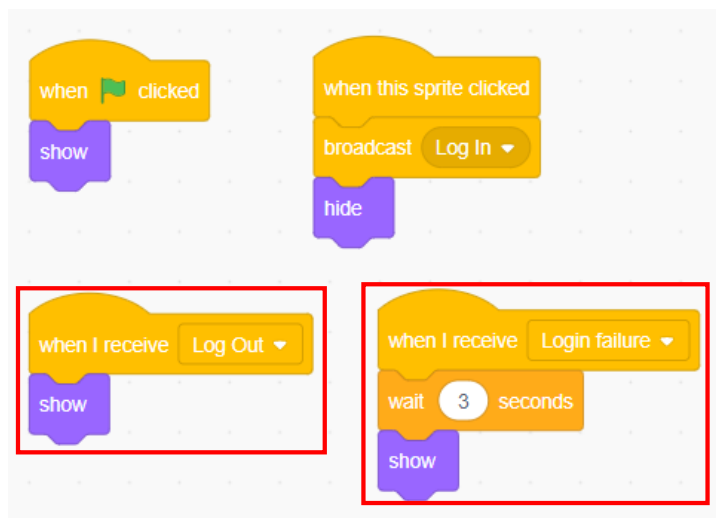 when clicked
show
when this sprite clicked
broadcast Log In
hide
when I receive Log Out
show
when I receive Login failure
wait 3 seconds
show